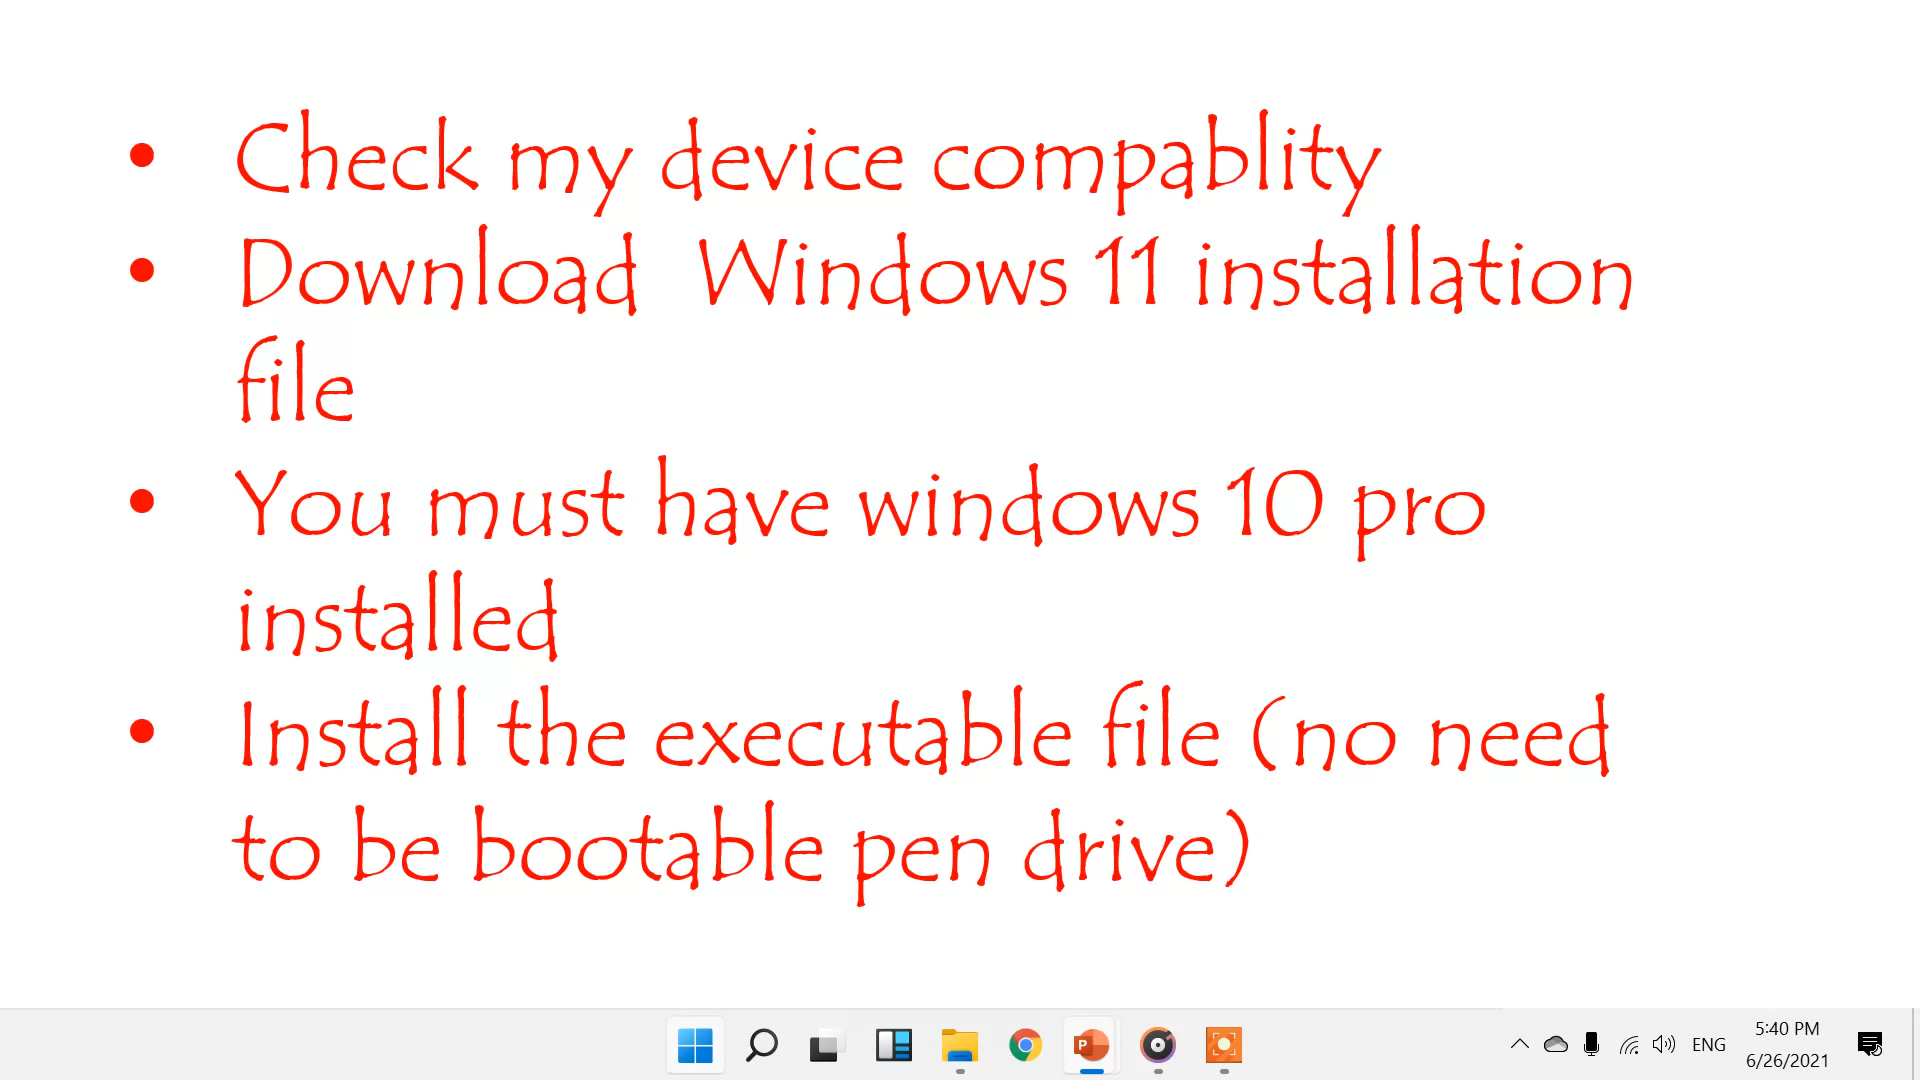 • Check my device compablity
• Download Windows 11 installation
file
• You must have windows 10 pro
installed
• Install the executable file (no need
to be bootable pen drive)
P
ENG
5:40 PM
6/26/2021